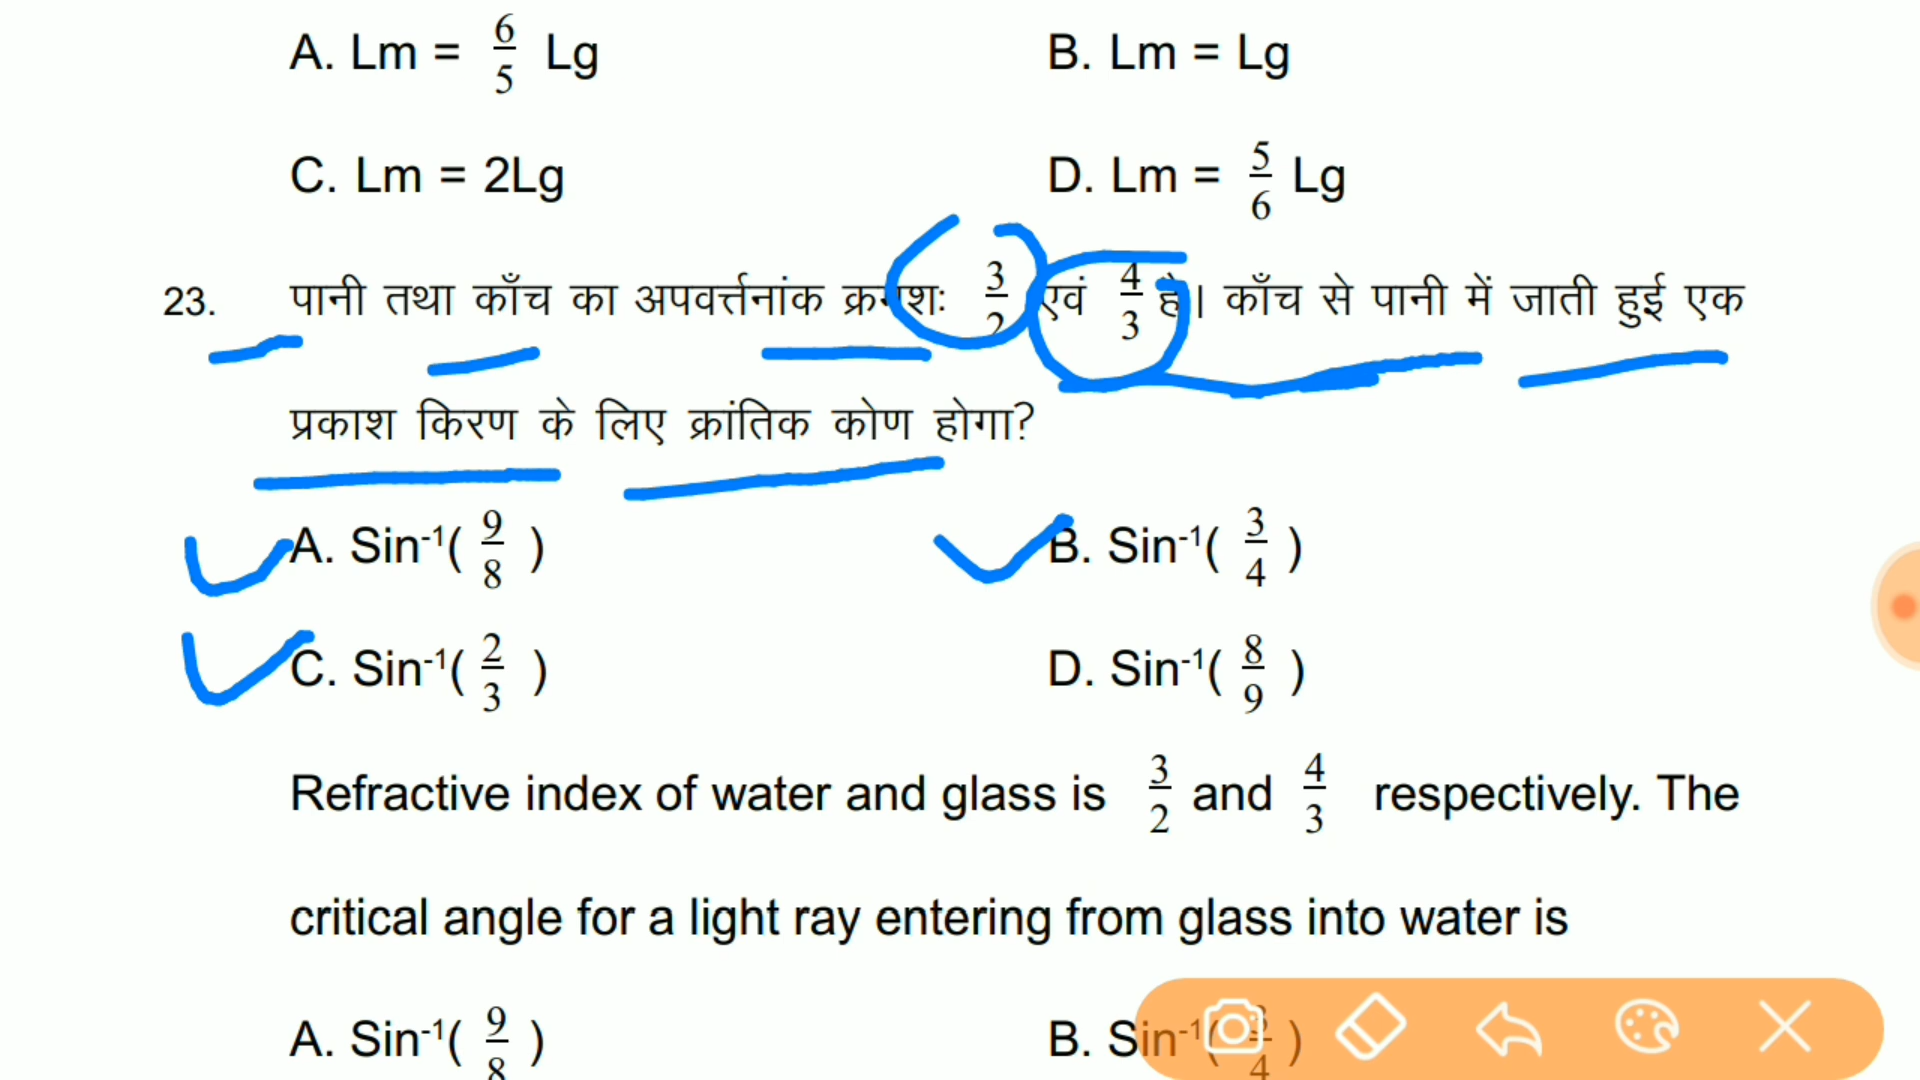 A. Lm = 6/5 Lg B. Lm = Lg
C. Lm = 2Lg D. Lm = 5/6 Lg
23. पानी तथा काँच का अपवर्त्तनांक क्रमशः 3/2 एवं 4/3 है। काँच से पानी में जाती हुई एक
प्रकाश किरण के लिए क्रांतिक कोण होगा?
A. Sin⁻¹( 9/8 ) B. Sin⁻¹( 3/4 )
C. Sin⁻¹( 2/3 ) D. Sin⁻¹( 8/9 )
Refractive index of water and glass is 3/2 and 4/3 respectively. The
critical angle for a light ray entering from glass into water is
A. Sin⁻¹( 9/8 ) B. Sin⁻¹( 3/4 )